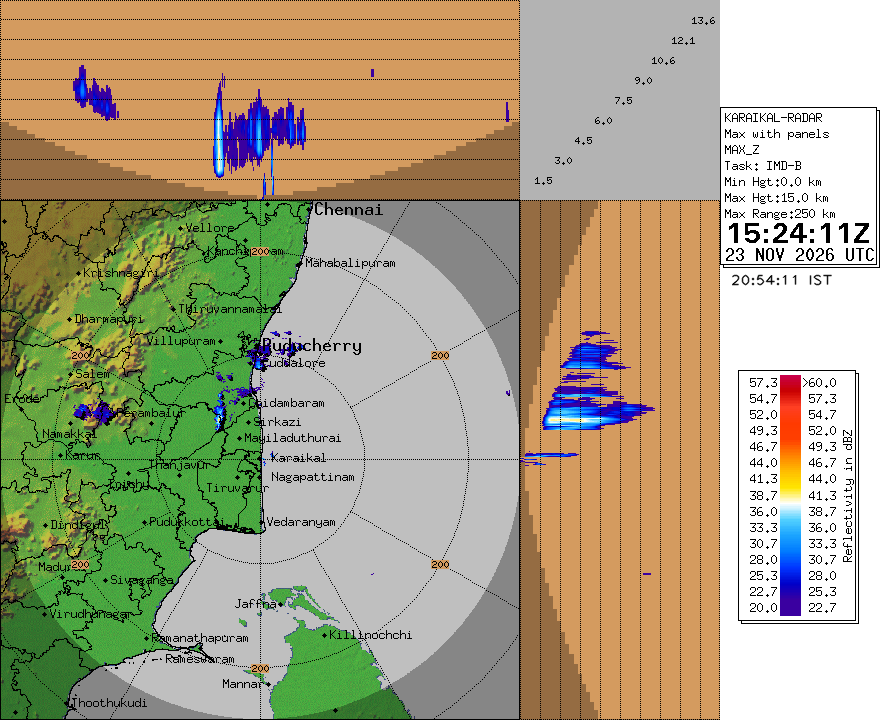 13.6
12.1
10.6
9.0
7.5
6.0
4.5
3.0
1.5
KARAIKAL-RADAR
Max with panels
MAX_Z
Task: IMD-B
Min Hgt:0.0 km
Max Hgt:15.0 km
Max Range:250 km
15:24:11Z
23 NOV 2026 UTC
20:54:11 IST
Chennai
Vellore
200
Mahabalipuram
Krishnagiri
Thiruvannamalai
Dharmapuri
Villupuram
Puducherry
200
200
Cuddalore
Salem
Erode
Chidambaram
Perambalur
Sirkazi
Namakkal
Mayiladuthurai
Karur
Karaikal
Thanjavur
Nagapattinam
Tiruvarur
Dindigul
Pudukkottai
Vedaranyam
200
200
Sivaganga
Jaffna
Virudhunagar
Killinochchi
Ramanathapuram
Rameswaram
200
Mannar
Thoothukudi
57.3 >60.0
54.7 57.3
52.0 54.7
49.3 52.0
46.7 49.3
44.0 46.7
41.3 44.0
38.7 41.3
36.0 38.7
33.3 36.0
30.7 33.3
28.0 30.7
25.3 28.0
22.7 25.3
20.0 22.7
Reflectivity in dBZ